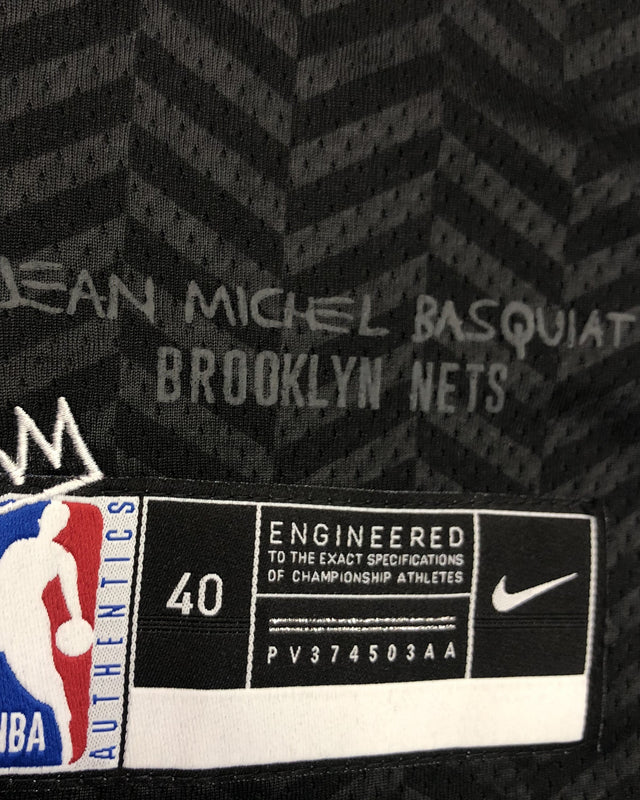 JEAN MICHEL BASQUIAT
BROOKLYN NETS
NBA
AUTHENTICS
40
ENGINEERED
TO THE EXACT SPECIFICATIONS
OF CHAMPIONSHIP ATHLETES
PV374503AA